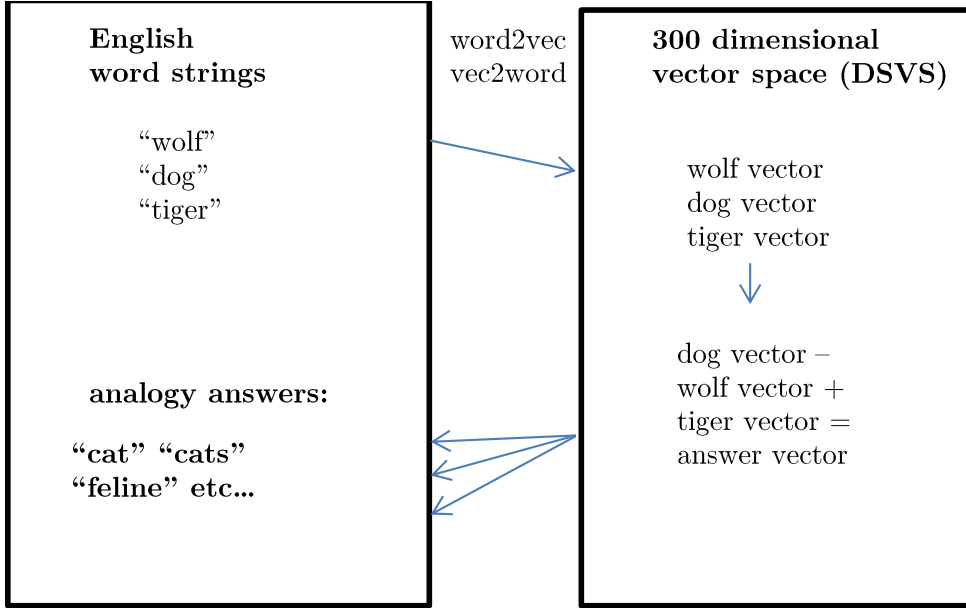 English
word strings
“wolf”
“dog”
“tiger”
analogy answers:
“cat” “cats”
“feline” etc...
word2vec
vec2word
300 dimensional
vector space (DSVS)
wolf vector
dog vector
tiger vector
dog vector –
wolf vector +
tiger vector =
answer vector